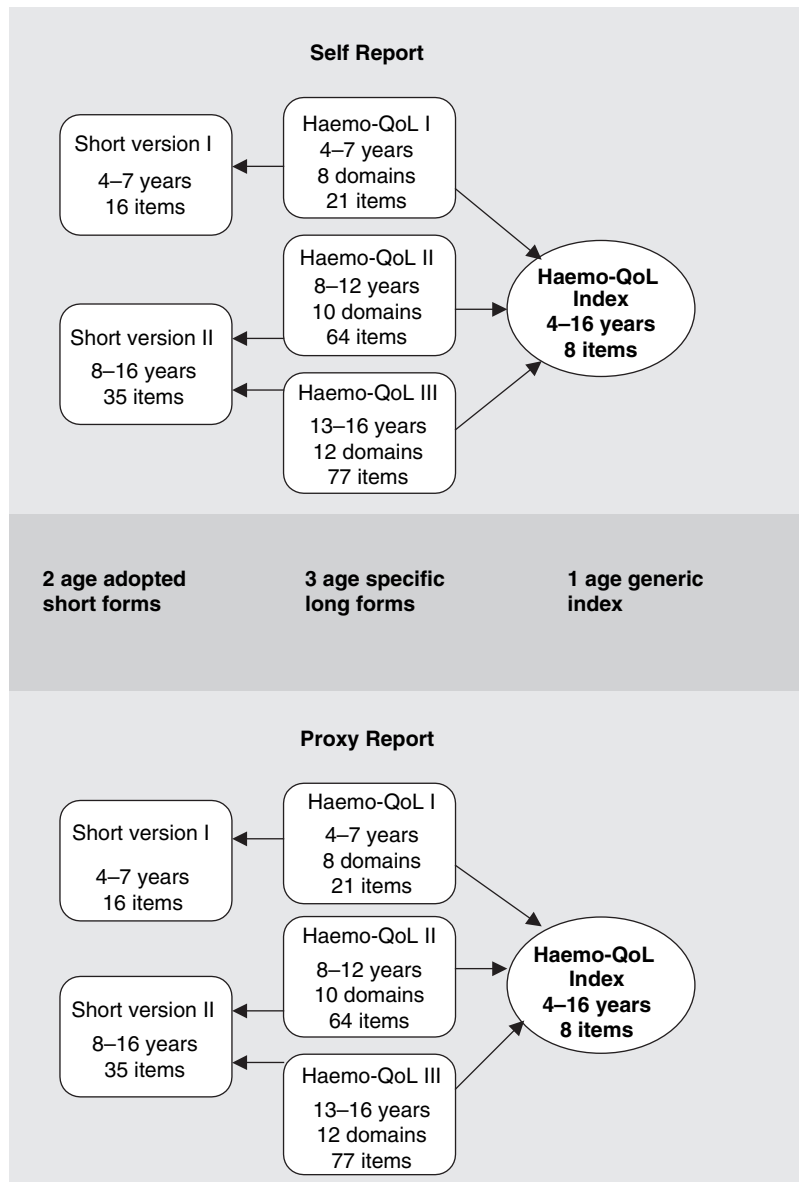 Self Report
Short version I
4–7 years
16 items
Haemo-QoL I
4–7 years
8 domains
21 items
Haemo-QoL II
8–12 years
10 domains
64 items
Short version II
8–16 years
35 items
Haemo-QoL III
13–16 years
12 domains
77 items
Haemo-QoL
Index
4–16 years
8 items
2 age adopted
short forms
3 age specific
long forms
1 age generic
index
Proxy Report
Short version I
4–7 years
16 items
Haemo-QoL I
4–7 years
8 domains
21 items
Haemo-QoL II
8–12 years
10 domains
64 items
Short version II
8–16 years
35 items
Haemo-QoL III
13–16 years
12 domains
77 items
Haemo-QoL
Index
4–16 years
8 items